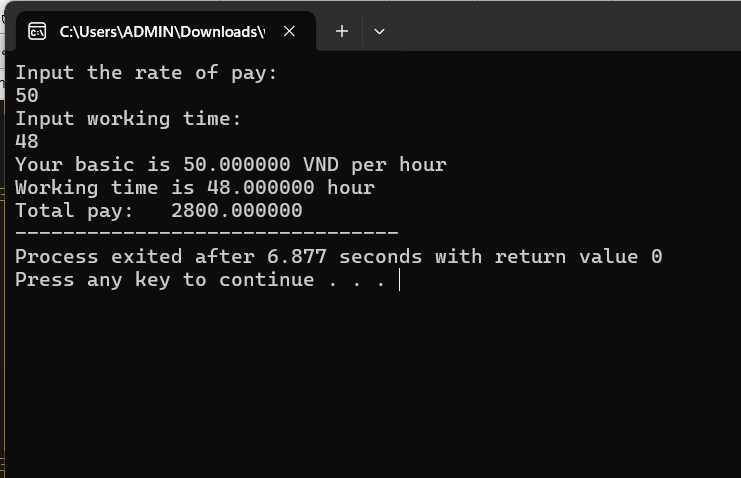 C:\Users\ADMIN\Downloads\
Input the rate of pay:
50
Input working time:
48
Your basic is 50.000000 VND per hour
Working time is 48.000000 hour
Total pay:   2800.000000
--------------------------------
Process exited after 6.877 seconds with return value 0
Press any key to continue . . .